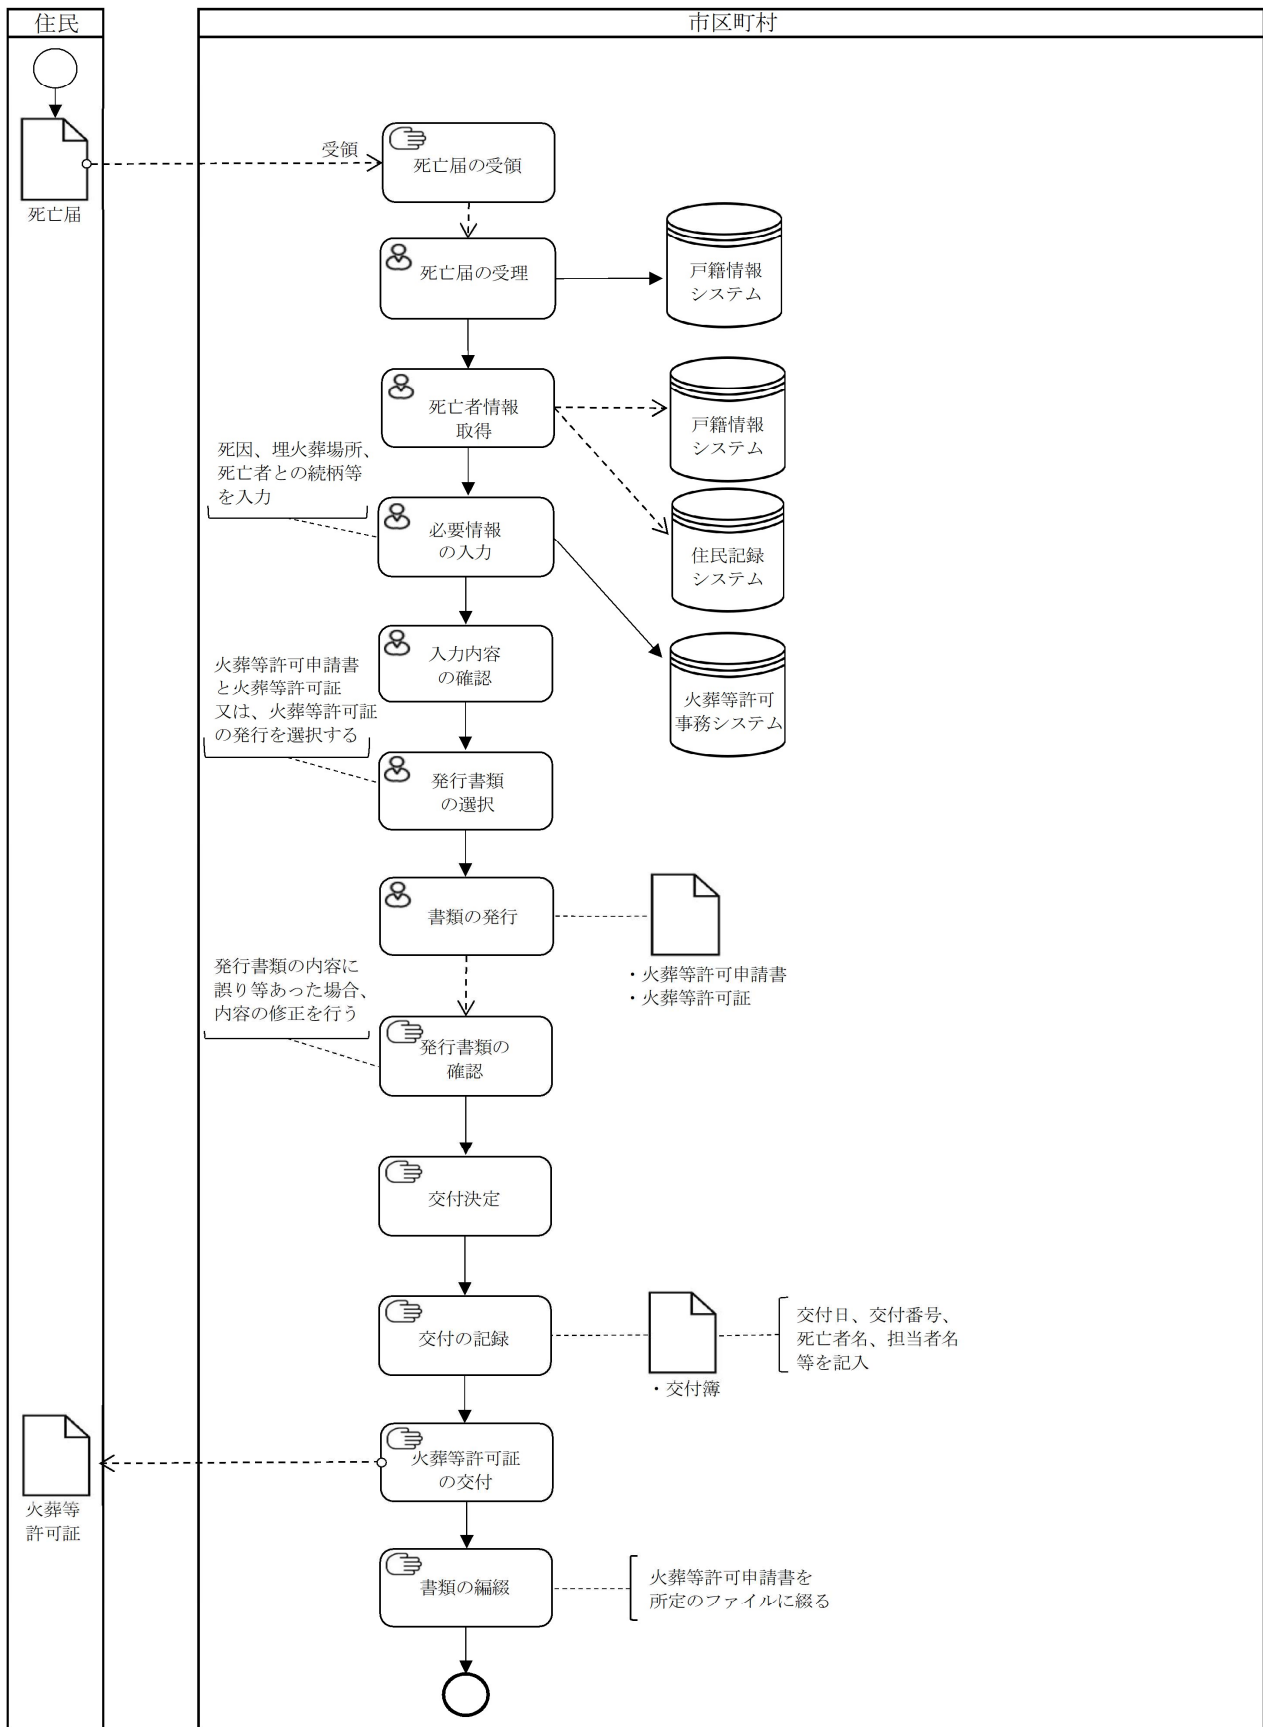 住民
市区町村
受領
死亡届の受領
死亡届
死亡届の受理
戸籍情報
システム
死亡者情報
取得
戸籍情報
システム
死因、埋火葬場所、
死亡者との続柄等
を入力
必要情報
の入力
住民記録
システム
入力内容
の確認
火葬等許可申請書
と火葬等許可証
又は、火葬等許可証
の発行を選択する
火葬等許可
事務システム
発行書類
の選択
書類の発行
・火葬等許可申請書
・火葬等許可証
発行書類の内容に
誤り等あった場合、
内容の修正を行う
発行書類の
確認
交付決定
交付の記録
・交付簿
交付日、交付番号、
死亡者名、担当者名
等を記入
火葬等許可証
の交付
火葬等
許可証
書類の編綴
火葬等許可申請書を
所定のファイルに綴る